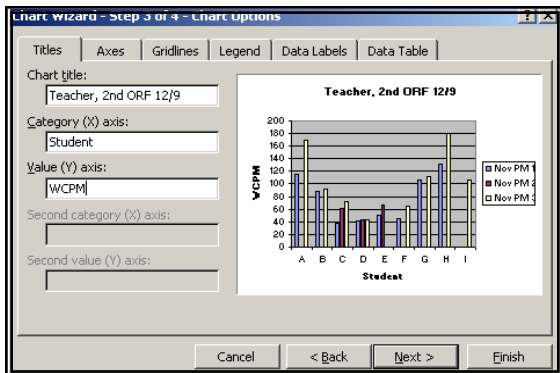 Chart Wizard - Step 3 of 4 - Chart Options
Titles Axes Gridlines Legend Data Labels Data Table
Chart title:
Teacher, 2nd ORF 12/9
Category (X) axis:
Student
Value (Y) axis:
WCPM
Second category (X) axis:
Second value (Y) axis:
Teacher, 2nd ORF 12/9
WCPM
200
180
160
140
120
100
80
60
40
20
0
A B C D E F G H I
Student
Nov PM 1
Nov PM 2
Nov PM 3
Cancel < Back Next > Finish